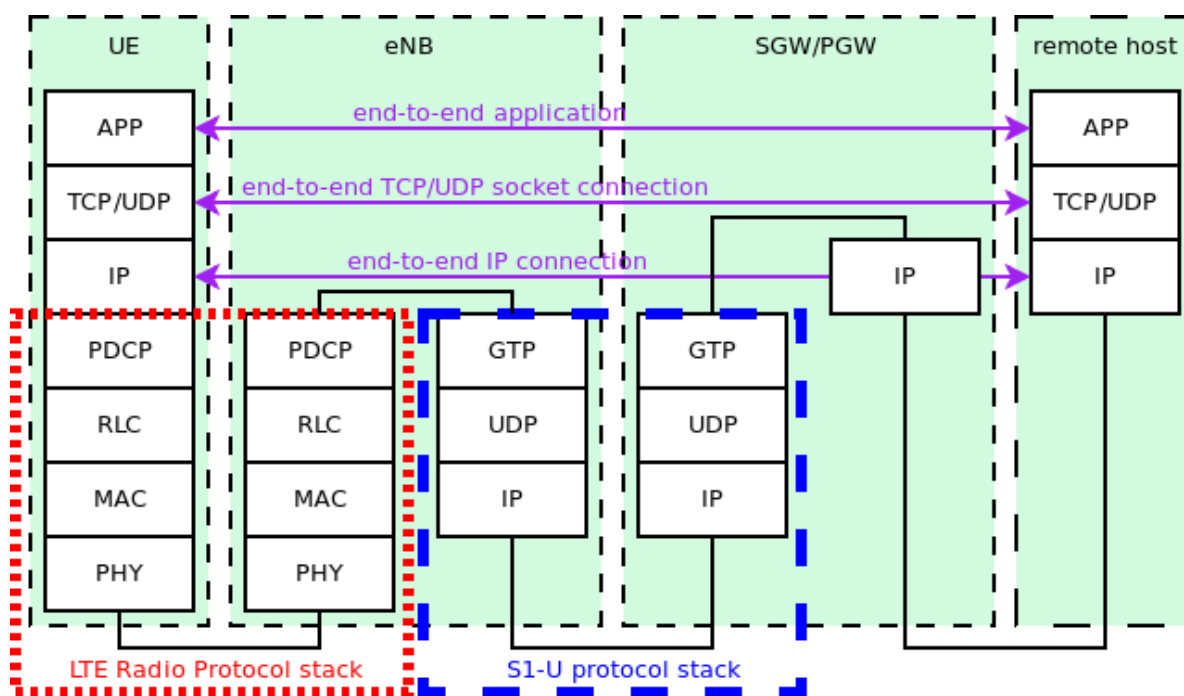 UE
eNB
SGW/PGW
remote host
end-to-end application
APP
APP
end-to-end TCP/UDP socket connection
TCP/UDP
TCP/UDP
end-to-end IP connection
IP
IP
IP
PDCP
PDCP
GTP
GTP
RLC
RLC
UDP
UDP
MAC
MAC
IP
IP
PHY
PHY
LTE Radio Protocol stack
S1-U protocol stack